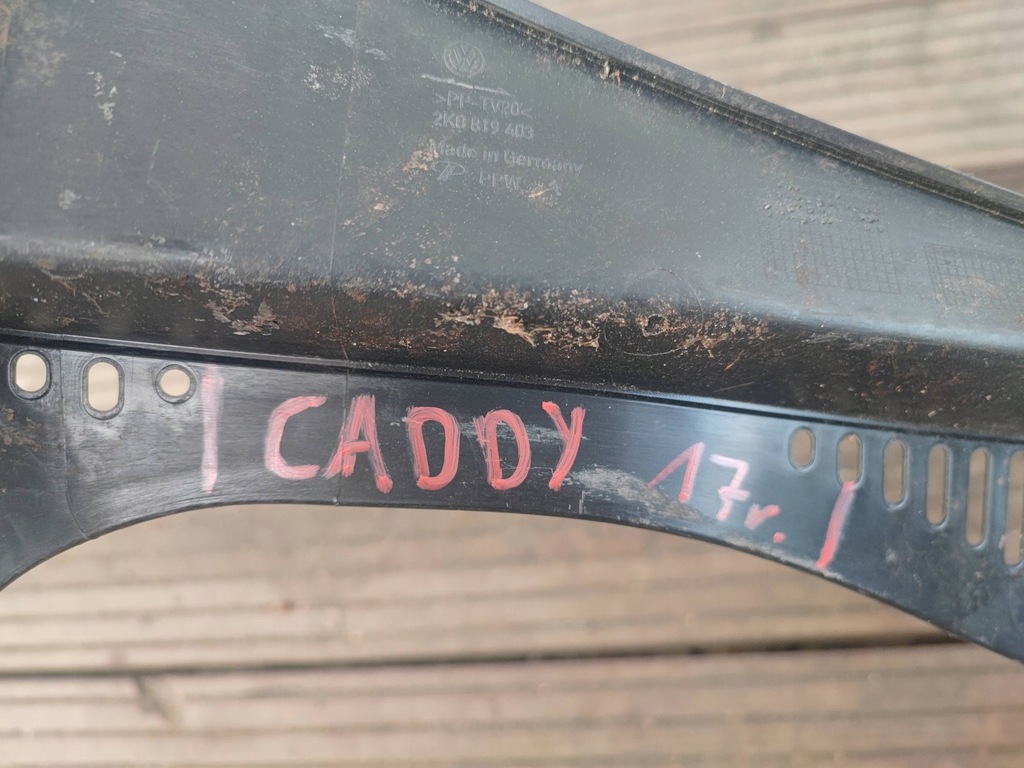 >PP-TV20<
2K0 819 403
Made in Germany
PPW
CADDY 17r.